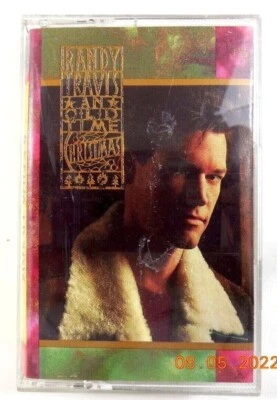 RANDY
TRAVIS
AN
OLD
TIME
CHRISTMAS
09.05.2022